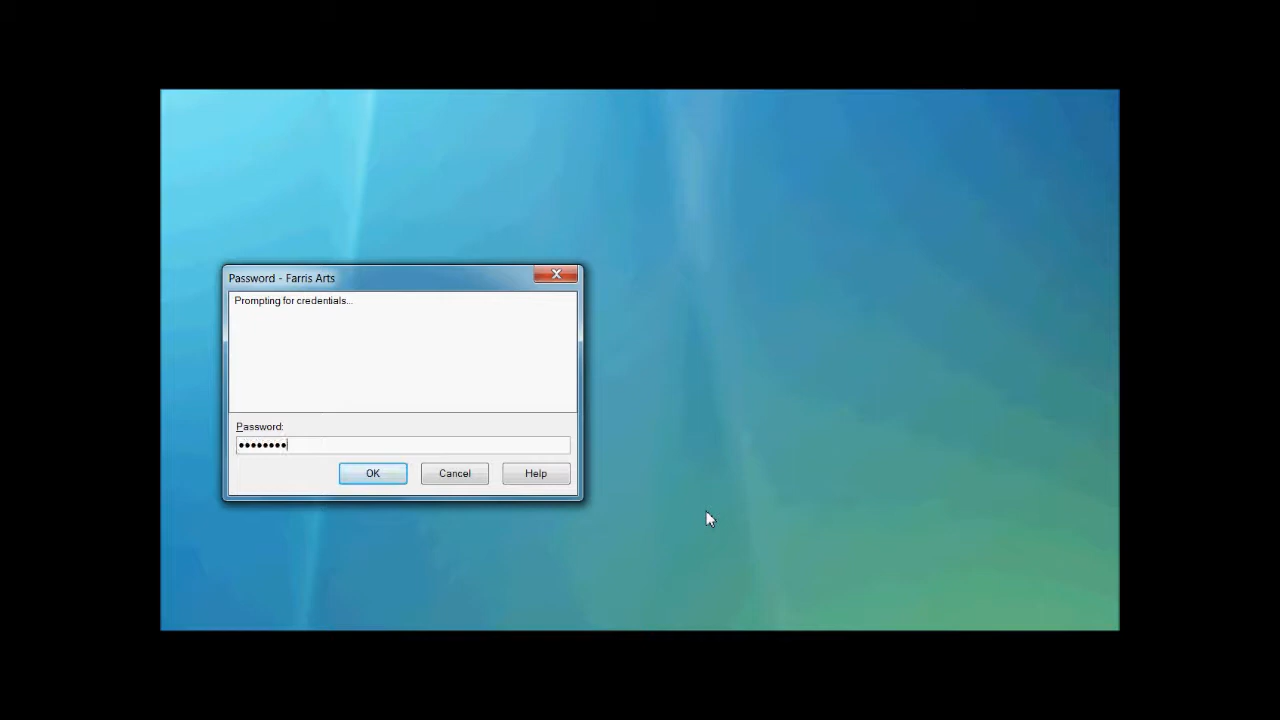 Password - Farris Arts
Prompting for credentials...
Password:
••••••••
OK Cancel Help